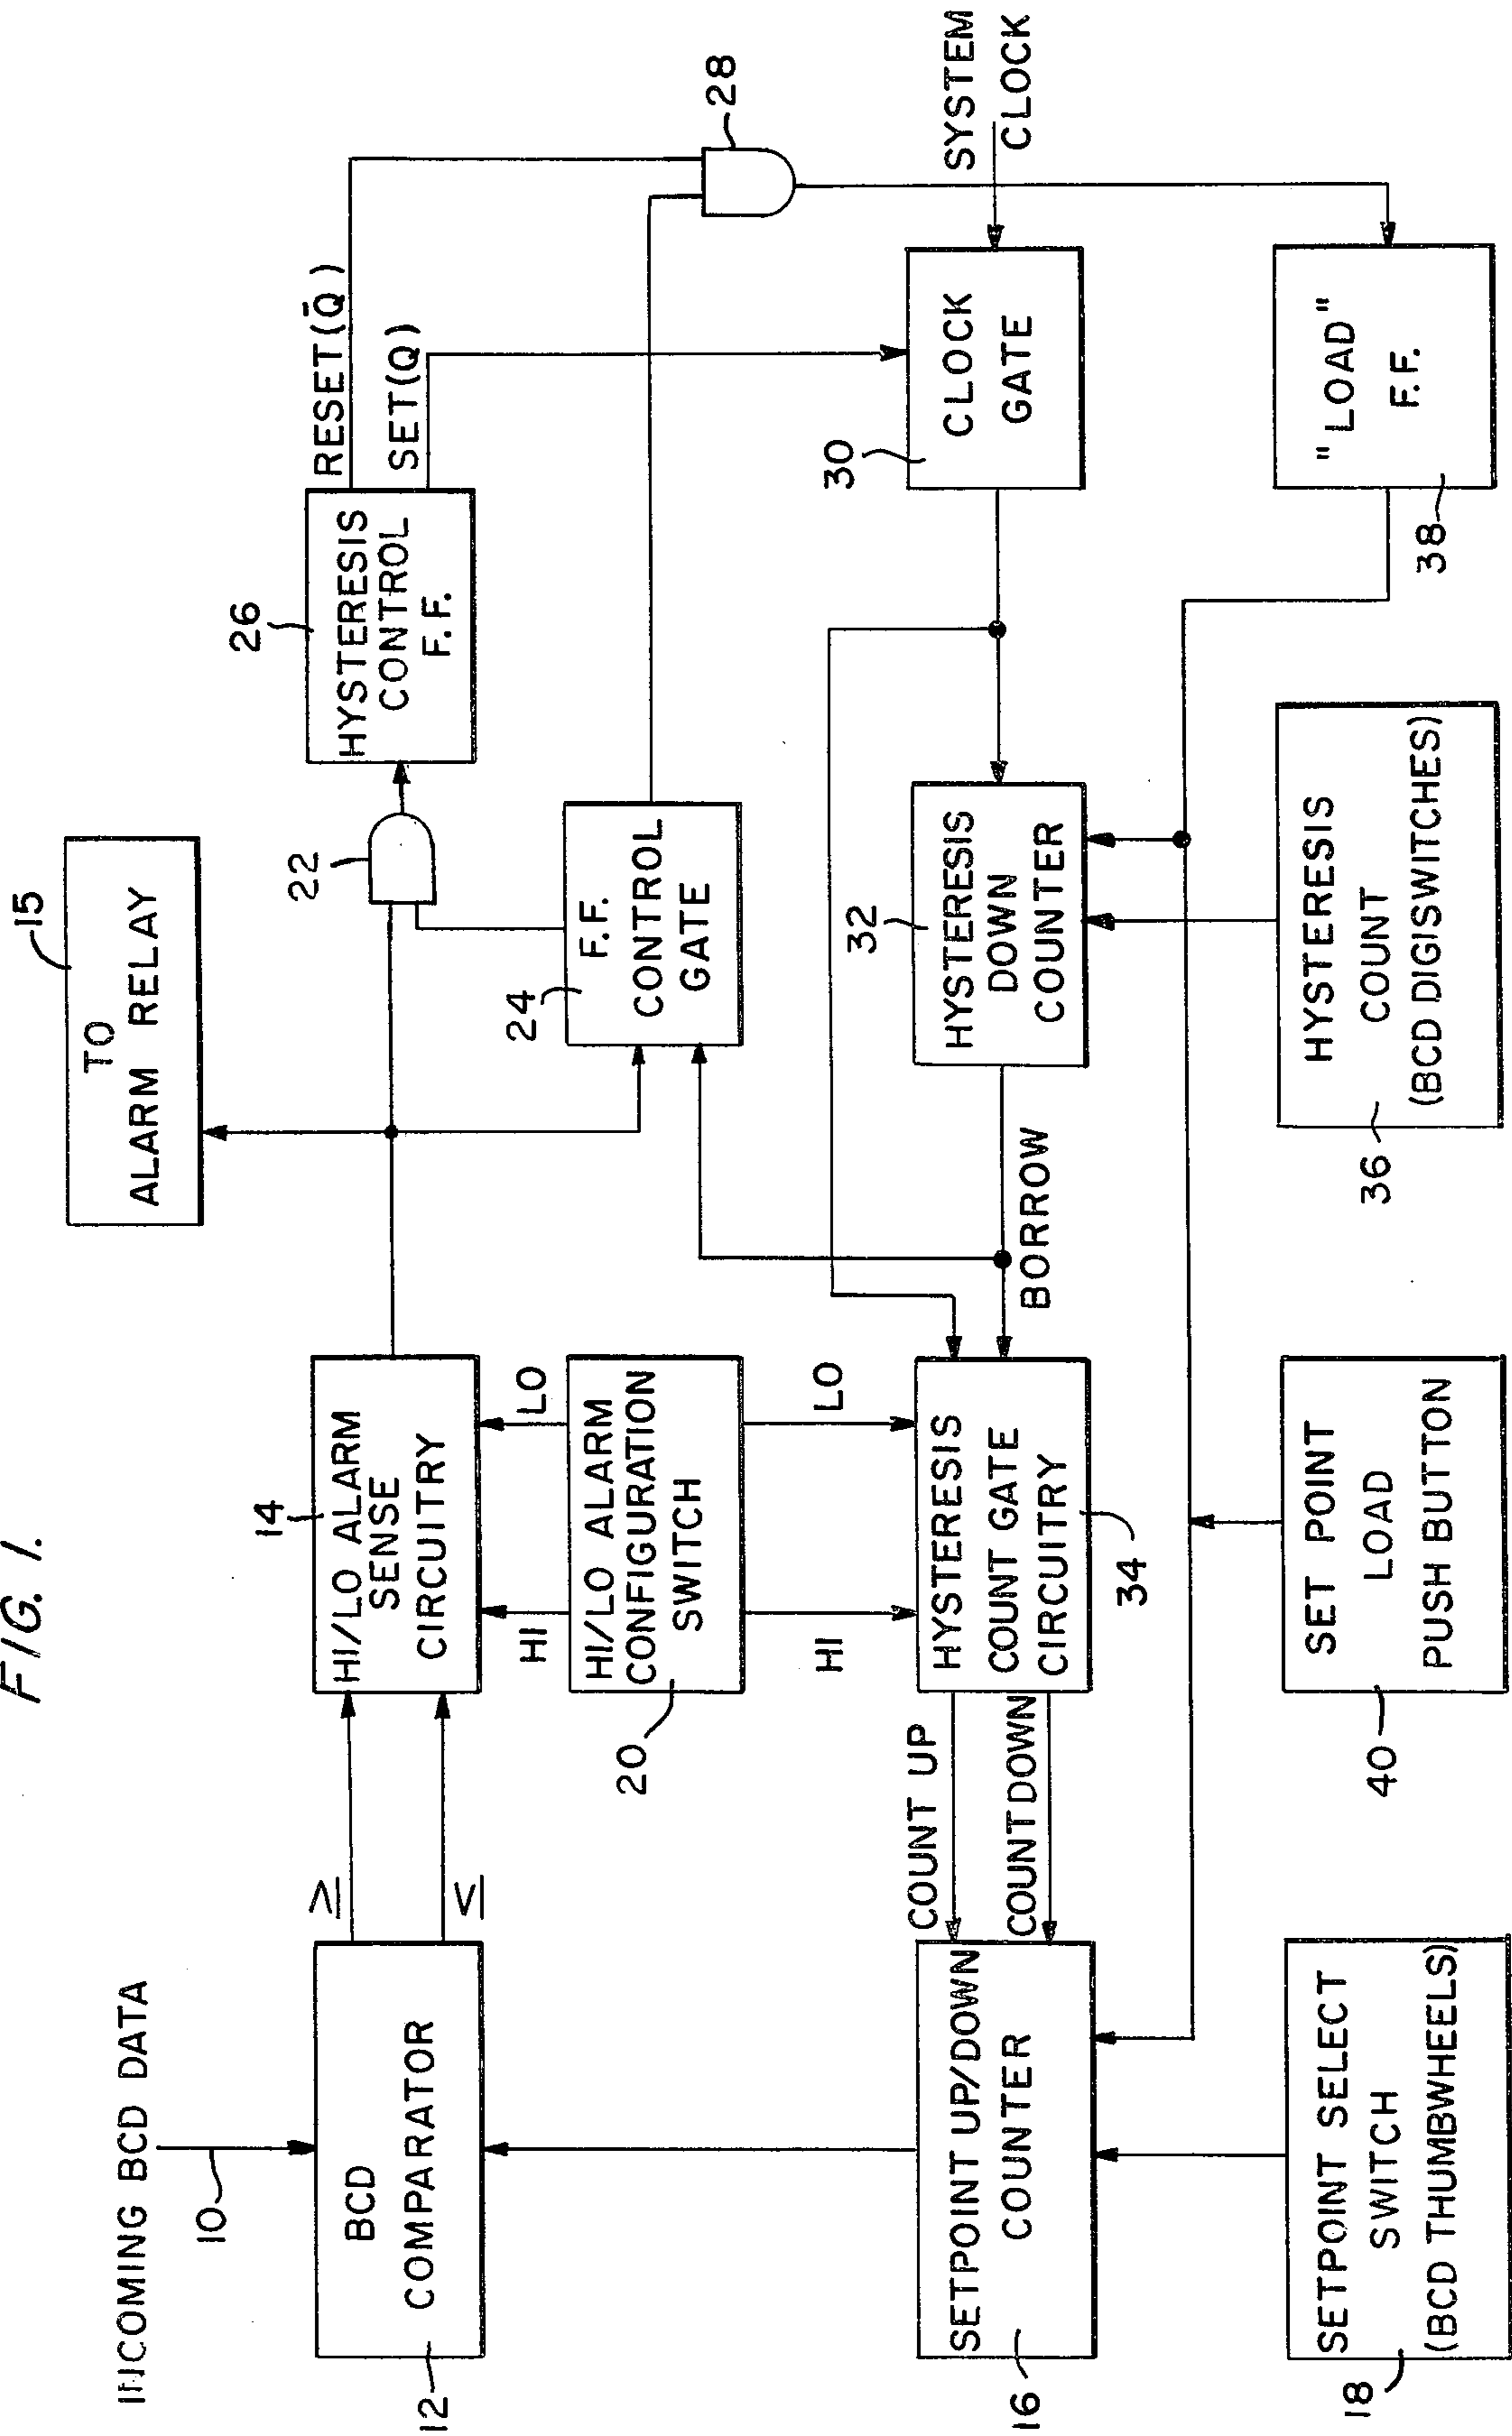 FIG. 1.
15
TO
ALARM RELAY
INCOMING BCD DATA
10
12
BCD
COMPARATOR
≥
≤
14
HI/LO ALARM
SENSE
CIRCUITRY
22
26
HYSTERESIS
CONTROL
F.F.
RESET(Q̄)
SET(Q)
28
HI
LO
20
HI/LO ALARM
CONFIGURATION
SWITCH
24
F.F.
CONTROL
GATE
HI
LO
16
SETPOINT UP/DOWN
COUNTER
COUNT UP
COUNT DOWN
34
HYSTERESIS
COUNT GATE
CIRCUITRY
BORROW
32
HYSTERESIS
DOWN
COUNTER
30
CLOCK
GATE
SYSTEM
CLOCK
18
SETPOINT SELECT
SWITCH
(BCD THUMBWHEELS)
40
SET POINT
LOAD
PUSH BUTTON
36
HYSTERESIS
COUNT
(BCD DIGISWITCHES)
38
"LOAD"
F.F.